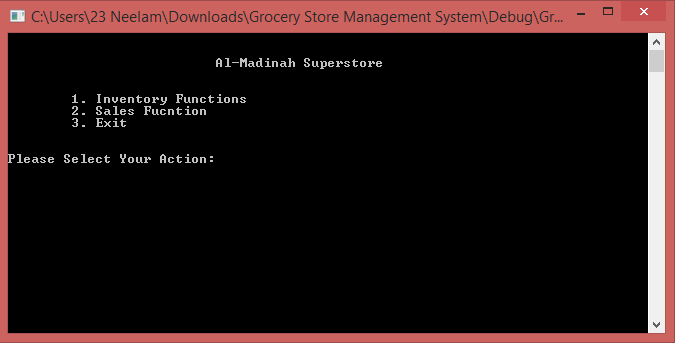 C:\Users\23 Neelam\Downloads\Grocery Store Management System\Debug\Gr...
Al-Madinah Superstore
1. Inventory Functions
2. Sales Fucntion
3. Exit
Please Select Your Action: